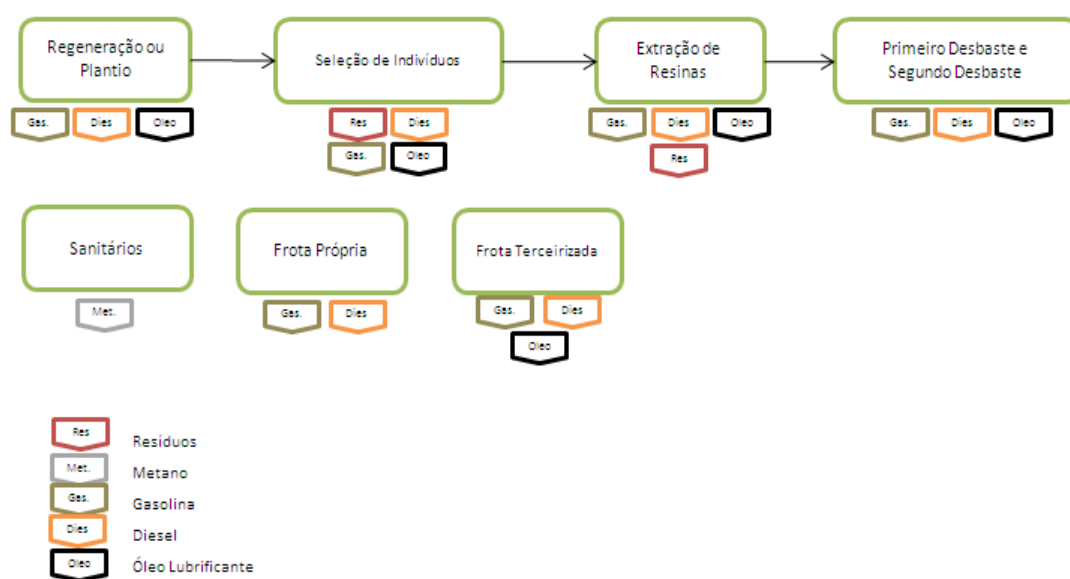 Regeneração ou
Plantio
Seleção de Indivíduos
Extração de
Resinas
Primeiro Desbaste e
Segundo Desbaste
Gas.
Dies
Oleo
Res
Dies
Gas.
Oleo
Gas.
Dies
Oleo
Res
Gas.
Dies
Oleo
Sanitários
Frota Própria
Frota Terceirizada
Met.
Gas.
Dies
Gas.
Dies
Oleo
Res
Resíduos
Met.
Metano
Gas.
Gasolina
Dies
Diesel
Oleo
Óleo Lubrificante